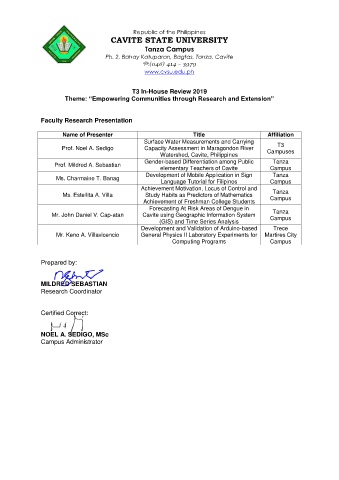 Republic of the Philippines
CAVITE STATE UNIVERSITY
Tanza Campus
Ph. 2, Bahay Katuparan, Bagtas, Tanza, Cavite
(046) 414 – 3979
www.cvsu.edu.ph
T3 In-House Review 2019
Theme: “Empowering Communities through Research and Extension”
Faculty Research Presentation
Name of Presenter Title Affiliation
Prof. Noel A. Sedigo
Surface Water Measurements and Carrying
Capacity Assessment in Maragondon River
Watershed, Cavite, Philippines
T3
Campuses
Prof. Mildred A. Sebastian
Gender-based Differentiation among Public
elementary Teachers of Cavite
Tanza
Campus
Ms. Charmaine T. Banag
Development of Mobile Application in Sign
Language Tutorial for Filipinos
Tanza
Campus
Ms. Estellita A. Villa
Achievement Motivation, Locus of Control and
Study Habits as Predictors of Mathematics
Achievement of Freshman College Students
Tanza
Campus
Mr. John Daniel V. Cap-atan
Forecasting At Risk Areas of Dengue in
Cavite using Geographic Information System
(GIS) and Time Series Analysis
Tanza
Campus
Mr. Keno A. Villavicencio
Development and Validation of Arduino-based
General Physics II Laboratory Experiments for
Computing Programs
Trece
Martires City
Campus
Prepared by:
MILDRED SEBASTIAN
Research Coordinator
Certified Correct:
NOEL A. SEDIGO, MSc
Campus Administrator